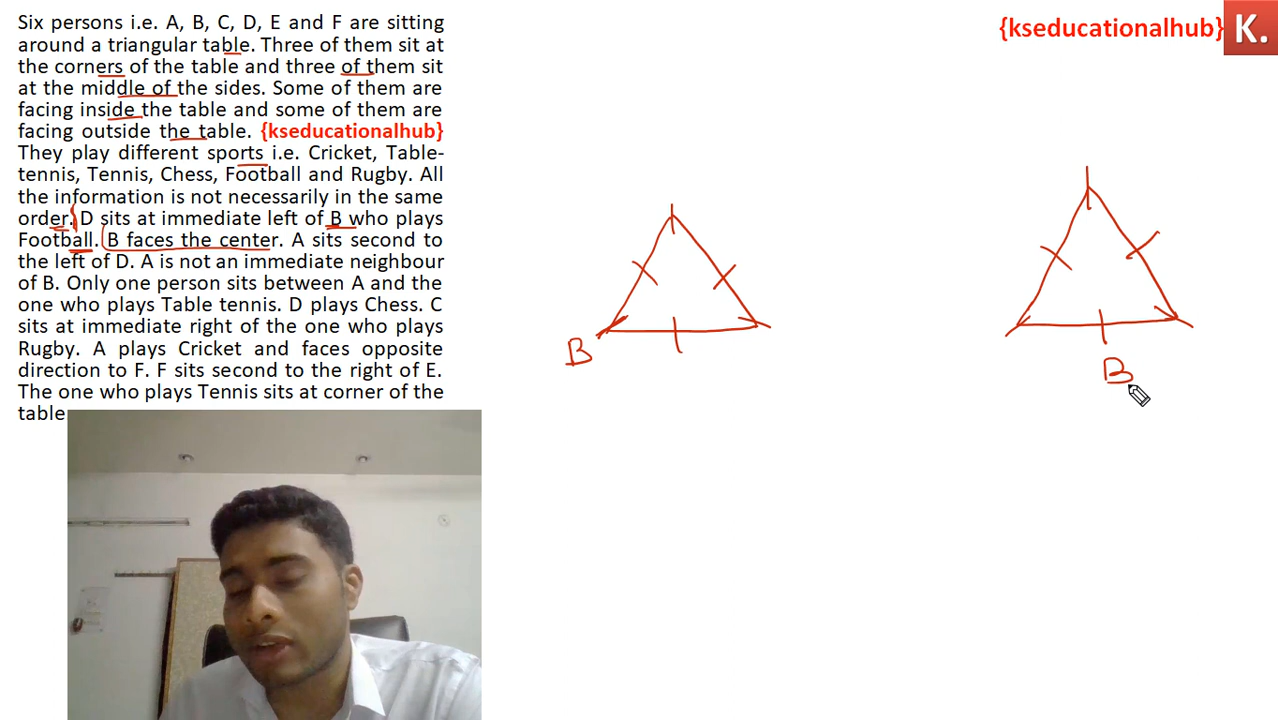 Six persons i.e. A, B, C, D, E and F are sitting
around a triangular table. Three of them sit at
the corners of the table and three of them sit
at the middle of the sides. Some of them are
facing inside the table and some of them are
facing outside the table. {kseducationalhub}
They play different sports i.e. Cricket, Table-
tennis, Tennis, Chess, Football and Rugby. All
the information is not necessarily in the same
order. D sits at immediate left of B who plays
Football. B faces the center. A sits second to
the left of D. A is not an immediate neighbour
of B. Only one person sits between A and the
one who plays Table tennis. D plays Chess. C
sits at immediate right of the one who plays
Rugby. A plays Cricket and faces opposite
direction to F. F sits second to the right of E.
The one who plays Tennis sits at corner of the
table
{kseducationalhub} K.
B
B